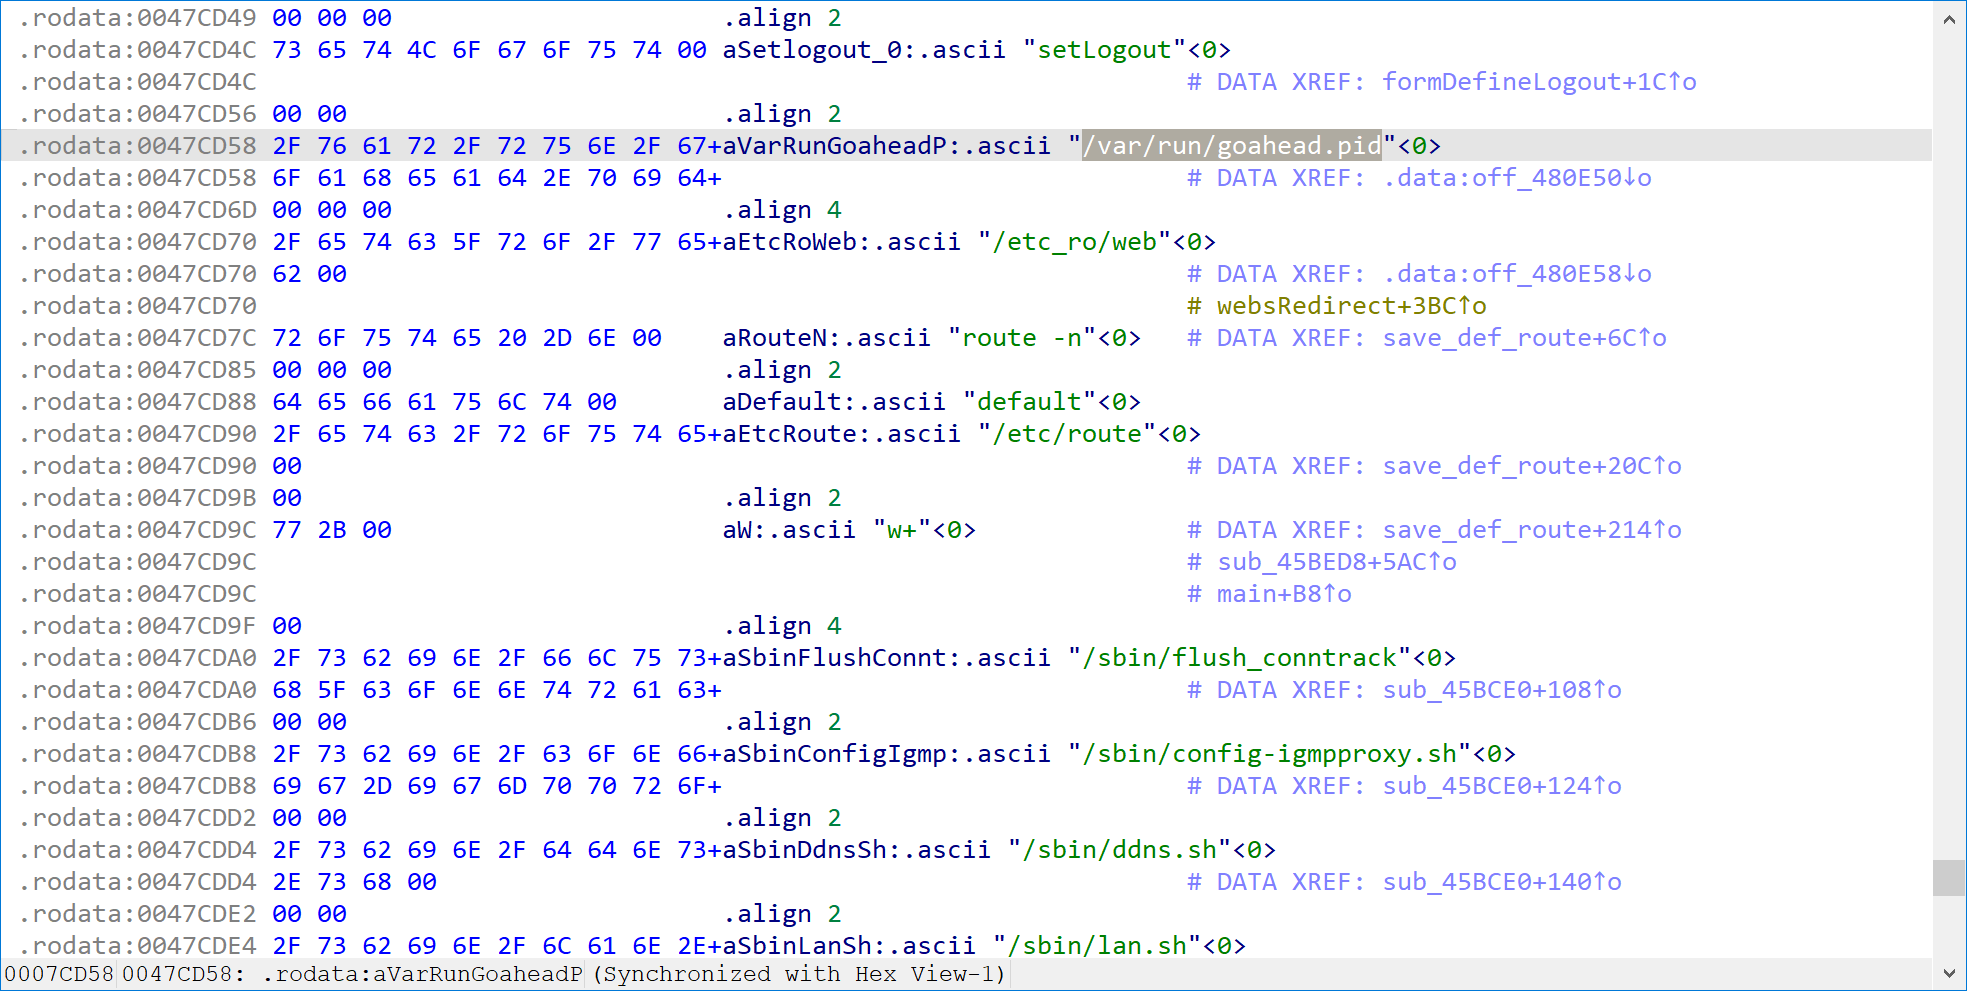 .rodata:0047CD49 00 00 00 .align 2
.rodata:0047CD4C 73 65 74 4C 6F 67 6F 75 74 00 aSetlogout_0:.ascii "setLogout"<0>
.rodata:0047CD4C # DATA XREF: formDefineLogout+1C↑o
.rodata:0047CD56 00 00 .align 2
.rodata:0047CD58 2F 76 61 72 2F 72 75 6E 2F 67+aVarRunGoaheadP:.ascii "/var/run/goahead.pid"<0>
.rodata:0047CD58 6F 61 68 65 61 64 2E 70 69 64+ # DATA XREF: .data:off_480E50↓o
.rodata:0047CD6D 00 00 00 .align 4
.rodata:0047CD70 2F 65 74 63 5F 72 6F 2F 77 65+aEtcRoWeb:.ascii "/etc_ro/web"<0>
.rodata:0047CD70 62 00 # DATA XREF: .data:off_480E58↓o
.rodata:0047CD70 # websRedirect+3BC↑o
.rodata:0047CD7C 72 6F 75 74 65 20 2D 6E 00 aRouteN:.ascii "route -n"<0> # DATA XREF: save_def_route+6C↑o
.rodata:0047CD85 00 00 00 .align 2
.rodata:0047CD88 64 65 66 61 75 6C 74 00 aDefault:.ascii "default"<0>
.rodata:0047CD90 2F 65 74 63 2F 72 6F 75 74 65+aEtcRoute:.ascii "/etc/route"<0>
.rodata:0047CD90 00 # DATA XREF: save_def_route+20C↑o
.rodata:0047CD9B 00 .align 2
.rodata:0047CD9C 77 2B 00 aW:.ascii "w+"<0> # DATA XREF: save_def_route+214↑o
.rodata:0047CD9C # sub_45BED8+5AC↑o
.rodata:0047CD9C # main+B8↑o
.rodata:0047CD9F 00 .align 4
.rodata:0047CDA0 2F 73 62 69 6E 2F 66 6C 75 73+aSbinFlushConnt:.ascii "/sbin/flush_conntrack"<0>
.rodata:0047CDA0 68 5F 63 6F 6E 6E 74 72 61 63+ # DATA XREF: sub_45BCE0+108↑o
.rodata:0047CDB6 00 00 .align 2
.rodata:0047CDB8 2F 73 62 69 6E 2F 63 6F 6E 66+aSbinConfigIgmp:.ascii "/sbin/config-igmpproxy.sh"<0>
.rodata:0047CDB8 69 67 2D 69 67 6D 70 70 72 6F+ # DATA XREF: sub_45BCE0+124↑o
.rodata:0047CDD2 00 00 .align 2
.rodata:0047CDD4 2F 73 62 69 6E 2F 64 64 6E 73+aSbinDdnsSh:.ascii "/sbin/ddns.sh"<0>
.rodata:0047CDD4 2E 73 68 00 # DATA XREF: sub_45BCE0+140↑o
.rodata:0047CDE2 00 00 .align 2
.rodata:0047CDE4 2F 73 62 69 6E 2F 6C 61 6E 2E+aSbinLanSh:.ascii "/sbin/lan.sh"<0>
0007CD58 0047CD58: .rodata:aVarRunGoaheadP (Synchronized with Hex View-1)